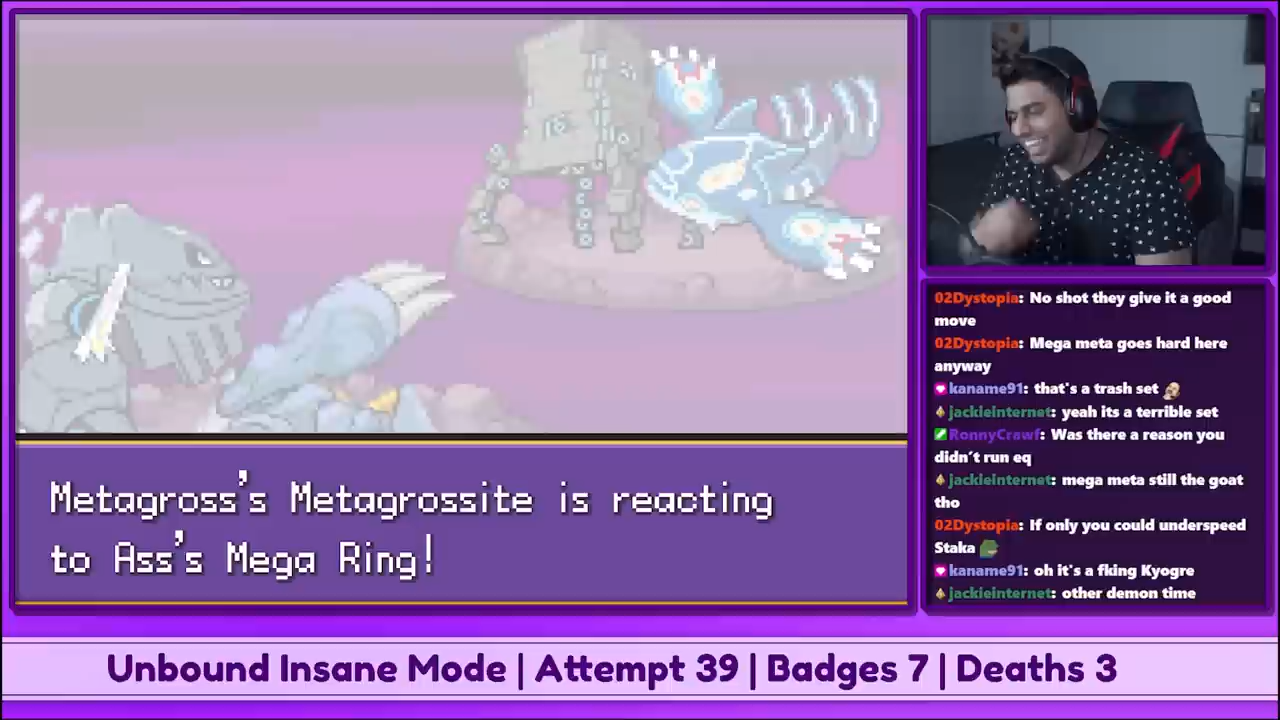 Metagross's Metagrossite is reacting
to Ass's Mega Ring!
02Dystopia: No shot they give it a good
move
02Dystopia: Mega meta goes hard here
anyway
kaname91: that's a trash set
jackieinternet: yeah its a terrible set
RonnyCrawf: Was there a reason you
didn't run eq
jackieinternet: mega meta still the goat
tho
02Dystopia: If only you could underspeed
Staka
kaname91: oh it's a fking Kyogre
jackieinternet: other demon time
Unbound Insane Mode | Attempt 39 | Badges 7 | Deaths 3